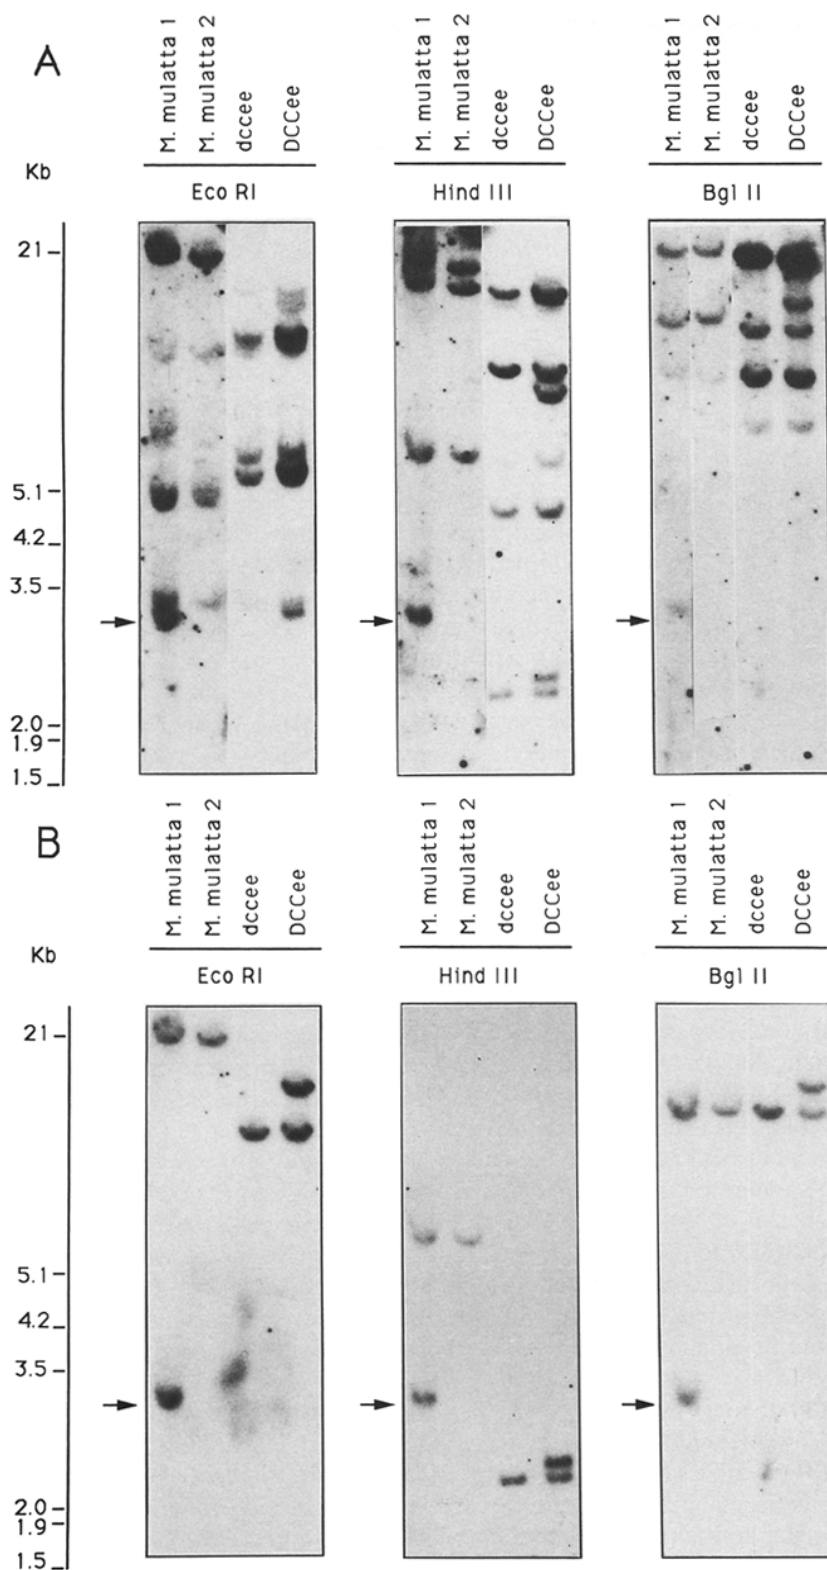 A
M. mulatta 1
M. mulatta 2
dccee
DCCee
M. mulatta 1
M. mulatta 2
dccee
DCCee
M. mulatta 1
M. mulatta 2
dccee
DCCee
Kb
Eco RI
Hind III
Bgl II
21
5.1
4.2
3.5
2.0
1.9
1.5
B
M. mulatta 1
M. mulatta 2
dccee
DCCee
M. mulatta 1
M. mulatta 2
dccee
DCCee
M. mulatta 1
M. mulatta 2
dccee
DCCee
Kb
Eco RI
Hind III
Bgl II
21
5.1
4.2
3.5
2.0
1.9
1.5